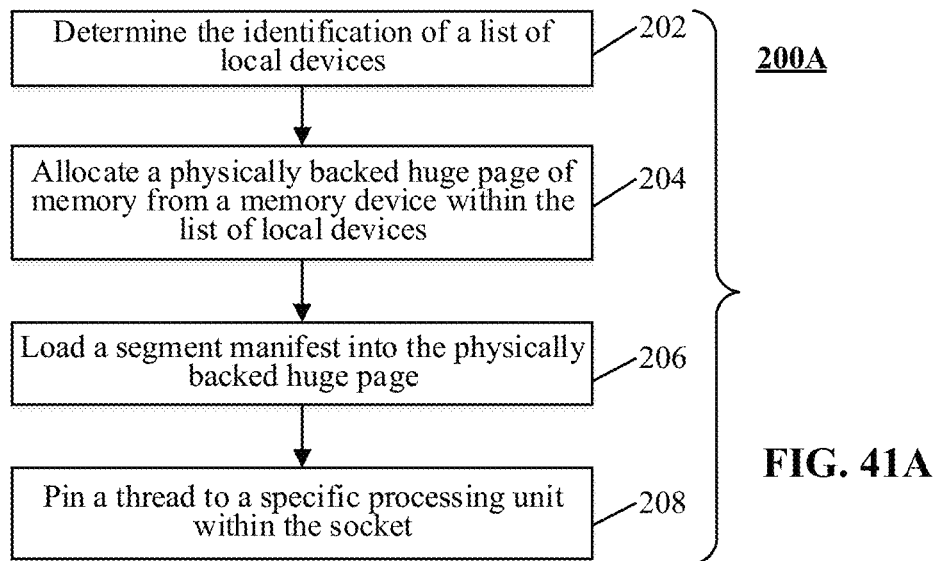 Determine the identification of a list of
local devices
202
200A
Allocate a physically backed huge page of
memory from a memory device within the
list of local devices
204
Load a segment manifest into the physically
backed huge page
206
Pin a thread to a specific processing unit
within the socket
208
FIG. 41A